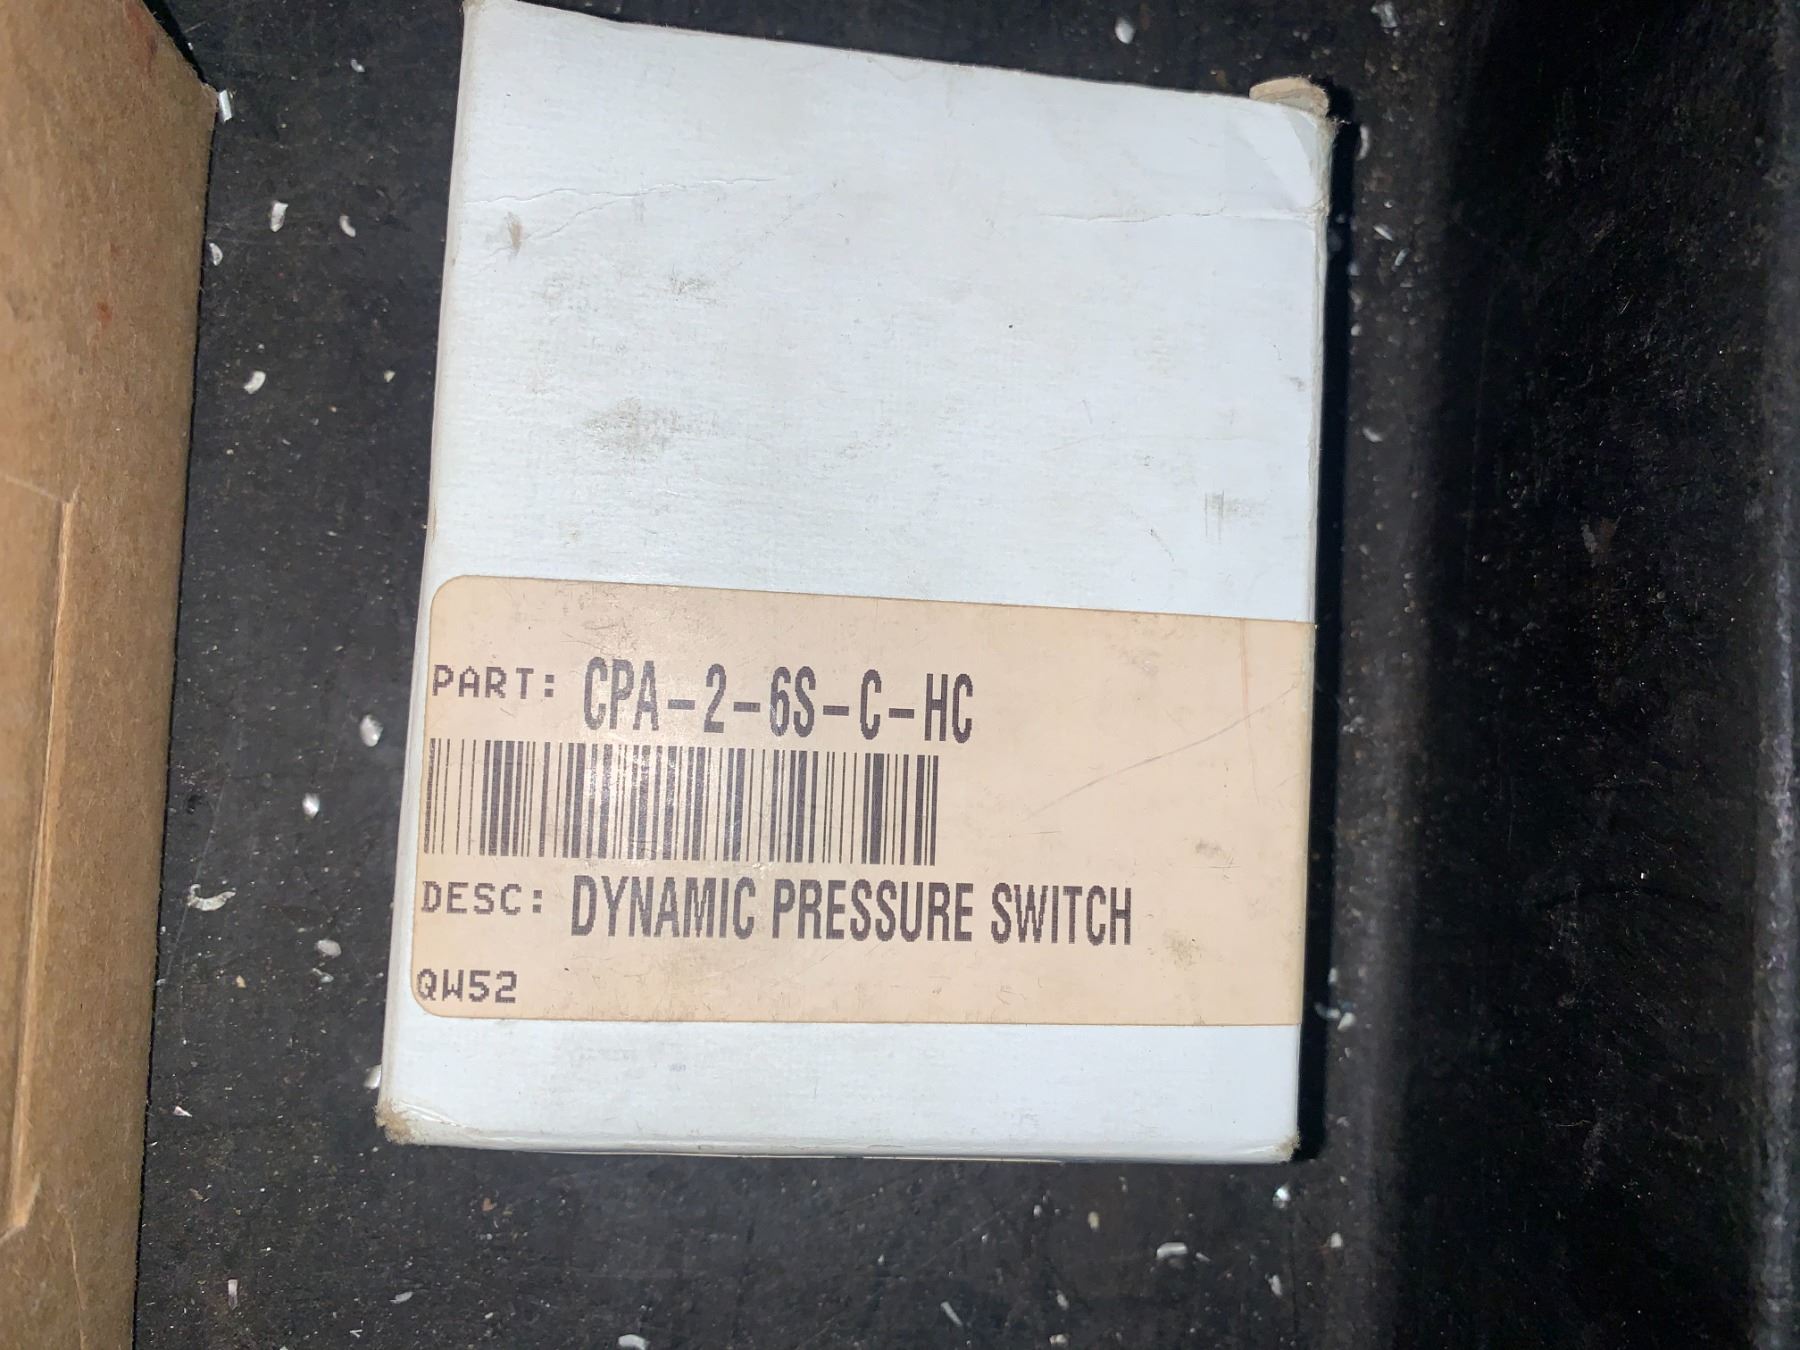 PART: CPA-2-6S-C-HC
DESC: DYNAMIC PRESSURE SWITCH
QW52